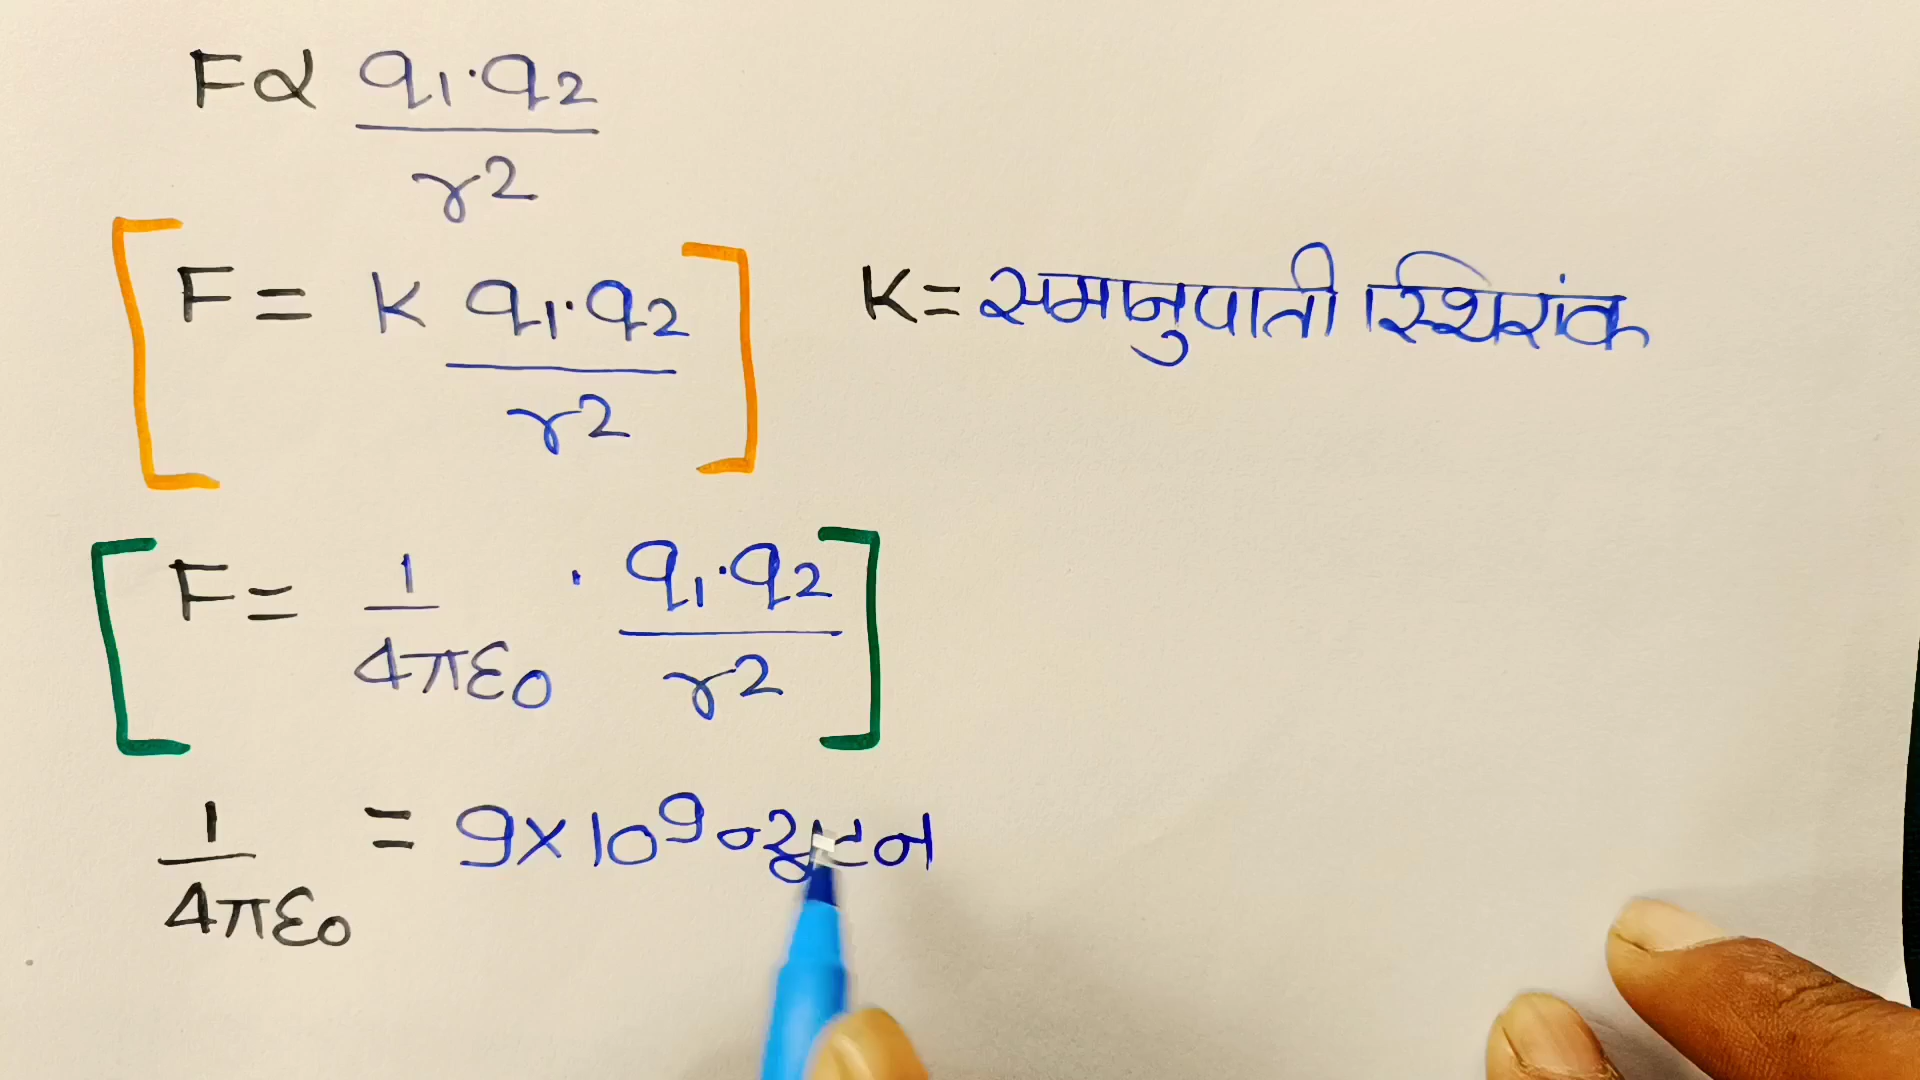 F∝ q₁·q₂ / r²
F = K q₁·q₂ / r²    K= समानुपाती स्थिरांक
F = 1 / 4πε₀ · q₁·q₂ / r²
1 / 4πε₀ = 9×10⁹ न्यूटन